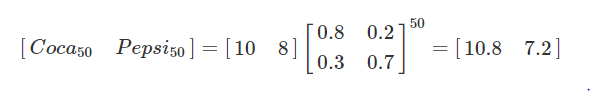 [Coca₅₀ Pepsi₅₀] = [10 8] [0.8 0.2; 0.3 0.7]⁵⁰ = [10.8 7.2]
.